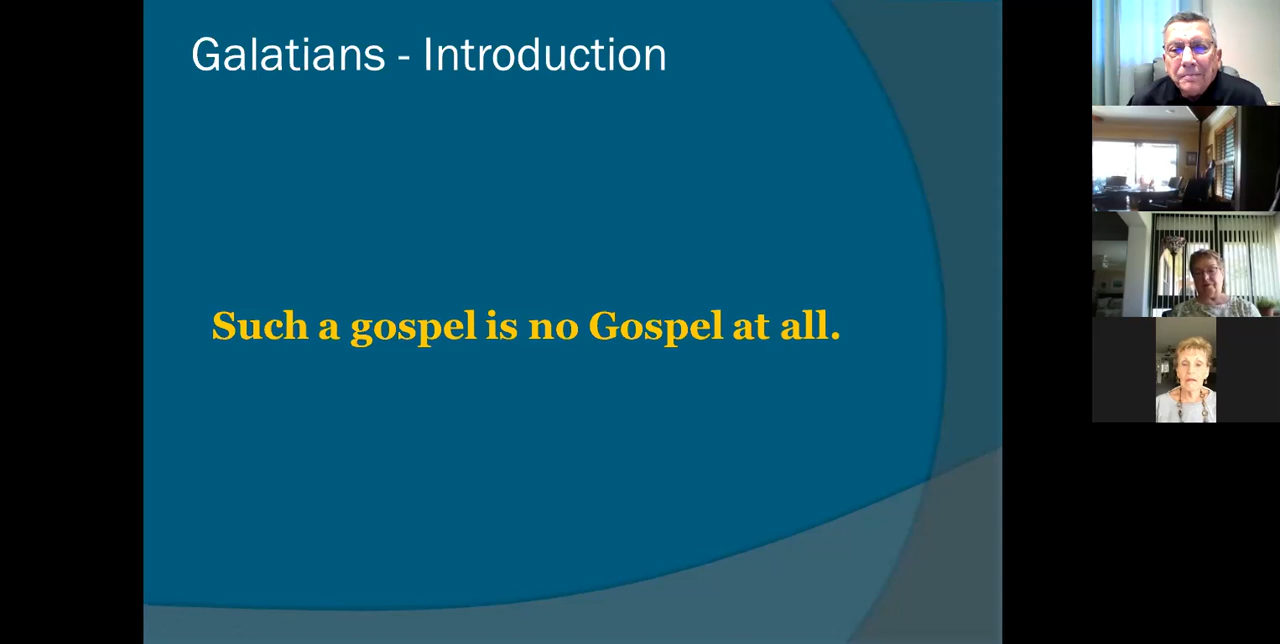 Galatians - Introduction
Such a gospel is no Gospel at all.